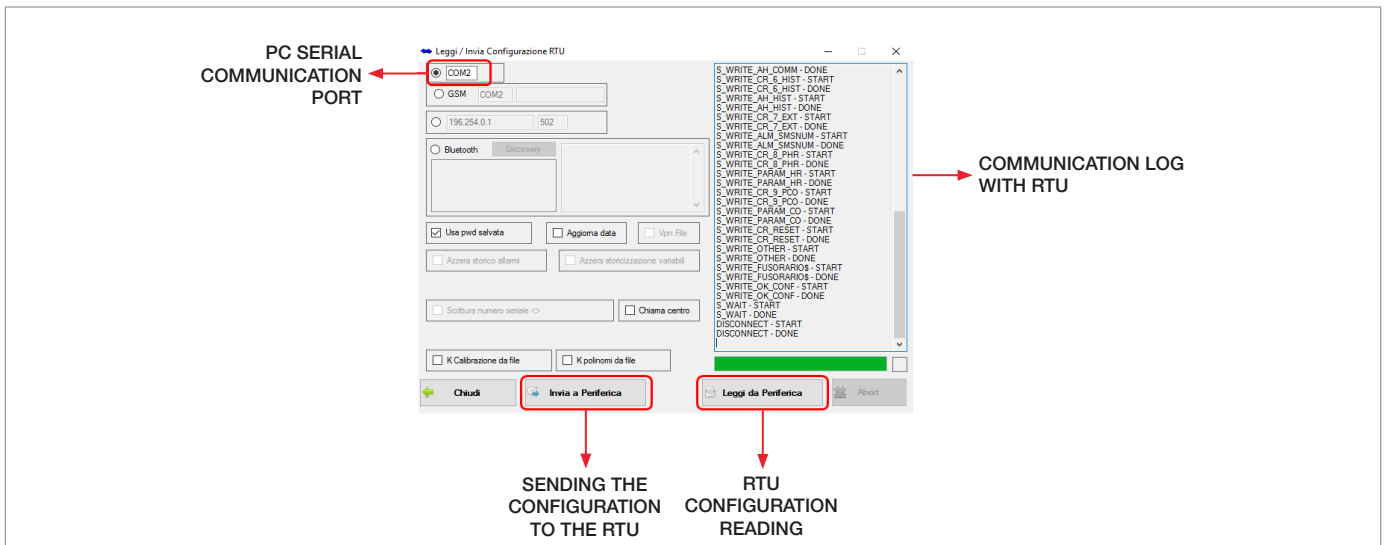 PC SERIAL
COMMUNICATION
PORT
Leggi / Invia Configurazione RTU
COM2
GSM COM2
196.254.0.1 502
Bluetooth Discovery
Usa pwd salvata Aggiorna data Vpn File
Azzera storico allarmi Azzera storicizzazione variabili
Scrittura numero seriale <> Chiama centro
K Calibrazione da file K polinomi da file
Chiudi Invia a Periferica Leggi da Periferica Abort
S_WRITE_AH_COMM - DONE
S_WRITE_CR_6_HIST - START
S_WRITE_CR_6_HIST - DONE
S_WRITE_AH_HIST - START
S_WRITE_AH_HIST - DONE
S_WRITE_CR_7_EXT - START
S_WRITE_CR_7_EXT - DONE
S_WRITE_ALM_SMSNUM - START
S_WRITE_ALM_SMSNUM - DONE
S_WRITE_CR_8_PHR - START
S_WRITE_CR_8_PHR - DONE
S_WRITE_PARAM_HR - START
S_WRITE_PARAM_HR - DONE
S_WRITE_CR_9_PCO - START
S_WRITE_CR_9_PCO - DONE
S_WRITE_PARAM_CO - START
S_WRITE_PARAM_CO - DONE
S_WRITE_CR_RESET - START
S_WRITE_CR_RESET - DONE
S_WRITE_OTHER - START
S_WRITE_OTHER - DONE
S_WRITE_FUSORARIO$ - START
S_WRITE_FUSORARIO$ - DONE
S_WRITE_OK_CONF - START
S_WRITE_OK_CONF - DONE
S_WAIT - START
S_WAIT - DONE
DISCONNECT - START
DISCONNECT - DONE
COMMUNICATION LOG
WITH RTU
SENDING THE
CONFIGURATION
TO THE RTU
RTU
CONFIGURATION
READING